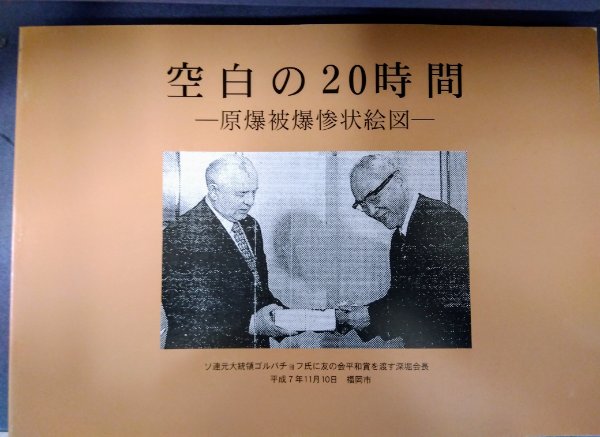 空白の20時間
―原爆被爆惨状絵図―
ソ連元大統領ゴルバチョフ氏に友の会平和賞を渡す深堀会長
平成7年11月10日　福岡市